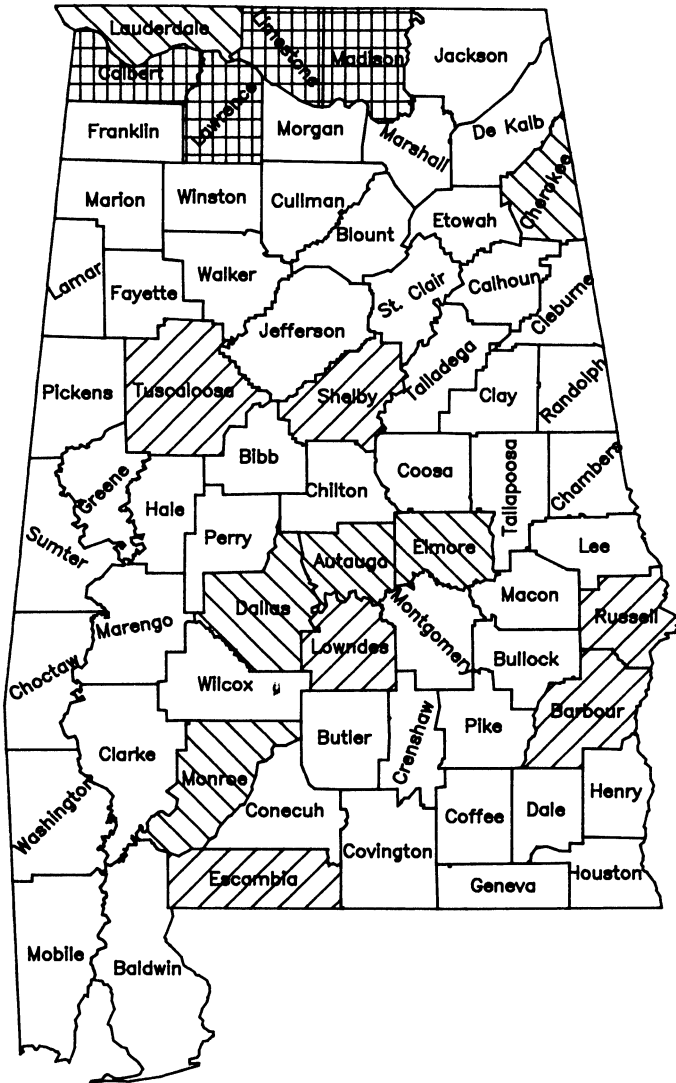 Lauderdale
Limestone
Madison
Jackson
Colbert
Lawrence
Franklin
Morgan
Marshall
De Kalb
Cherokee
Marion
Winston
Cullman
Blount
Etowah
Lamar
Fayette
Walker
Jefferson
St. Clair
Calhoun
Cleburne
Pickens
Tuscaloosa
Shelby
Talladega
Clay
Randolph
Greene
Hale
Bibb
Chilton
Coosa
Tallapoosa
Chambers
Sumter
Perry
Autauga
Elmore
Lee
Marengo
Dallas
Lowndes
Montgomery
Macon
Russell
Choctaw
Wilcox
Bullock
Clarke
Butler
Crenshaw
Pike
Barbour
Washington
Monroe
Conecuh
Covington
Coffee
Dale
Henry
Escambia
Geneva
Houston
Mobile
Baldwin